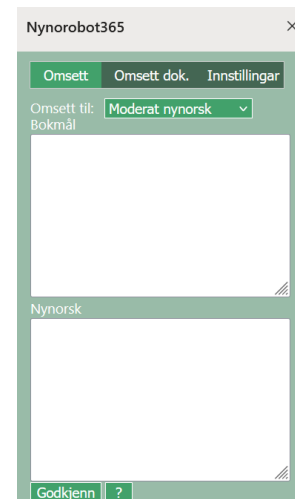 Nynorobot365
Omsett Omsett dok. Innstillingar
Omsett til: Moderat nynorsk
Bokmål
Nynorsk
Godkjenn ?